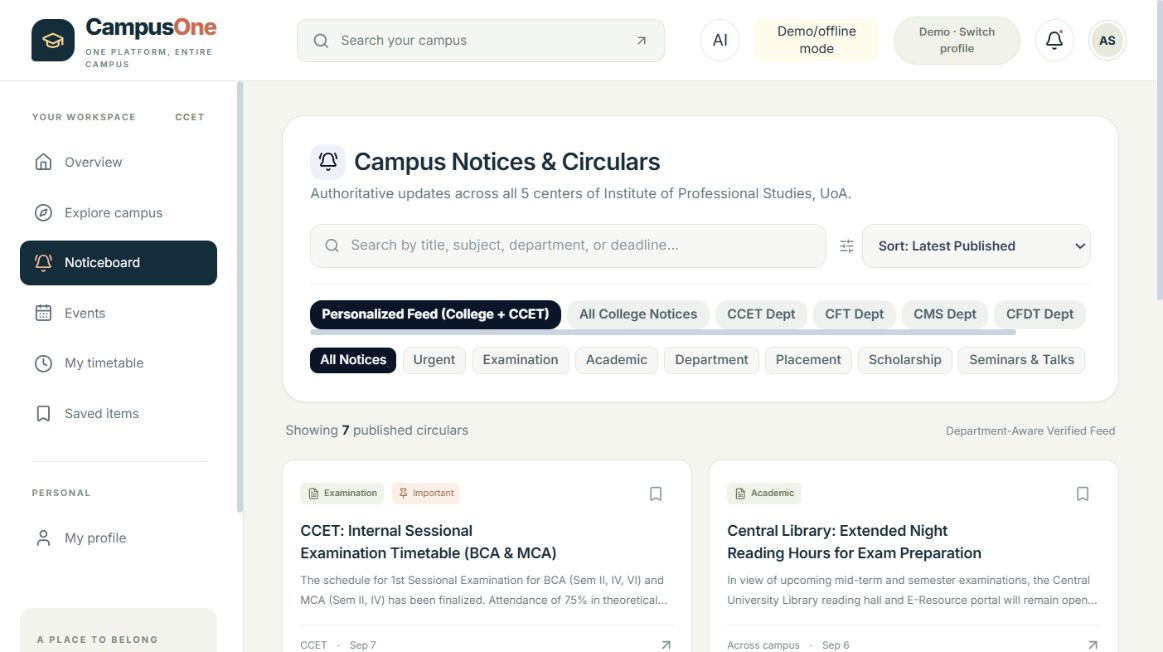 CampusOne
ONE PLATFORM, ENTIRE
CAMPUS
Search your campus
AI
Demo/offline
mode
Demo · Switch
profile
AS
YOUR WORKSPACE CCET
Overview
Explore campus
Noticeboard
Events
My timetable
Saved items
PERSONAL
My profile
A PLACE TO BELONG
Campus Notices & Circulars
Authoritative updates across all 5 centers of Institute of Professional Studies, UoA.
Search by title, subject, department, or deadline...
Sort: Latest Published
Personalized Feed (College + CCET) All College Notices CCET Dept CFT Dept CMS Dept CFDT Dept
All Notices Urgent Examination Academic Department Placement Scholarship Seminars & Talks
Showing 7 published circulars
Department-Aware Verified Feed
Examination Important
CCET: Internal Sessional
Examination Timetable (BCA & MCA)
The schedule for 1st Sessional Examination for BCA (Sem II, IV, VI) and
MCA (Sem II, IV) has been finalized. Attendance of 75% in theoretical...
CCET · Sep 7
Academic
Central Library: Extended Night
Reading Hours for Exam Preparation
In view of upcoming mid-term and semester examinations, the Central
University Library reading hall and E-Resource portal will remain open...
Across campus · Sep 6